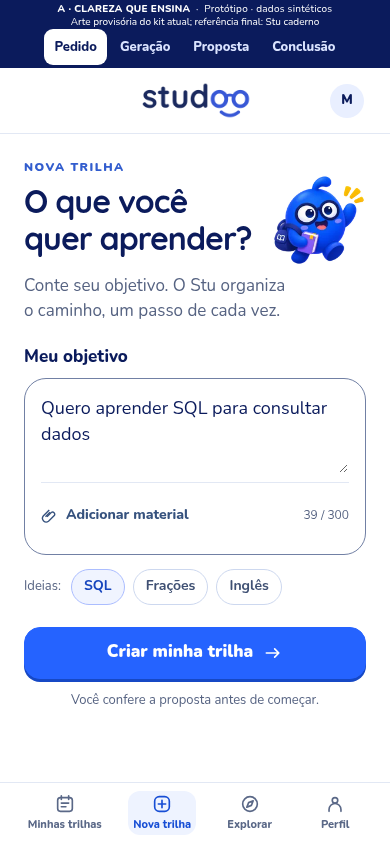 A · CLAREZA QUE ENSINA · Protótipo · dados sintéticos
Arte provisória do kit atual; referência final: Stu caderno
Pedido Geração Proposta Conclusão
studoo
M
NOVA TRILHA
O que você
quer aprender?
Conte seu objetivo. O Stu organiza
o caminho, um passo de cada vez.
Meu objetivo
Quero aprender SQL para consultar
dados
Adicionar material 39 / 300
Ideias: SQL Frações Inglês
Criar minha trilha →
Você confere a proposta antes de começar.
Minhas trilhas Nova trilha Explorar Perfil